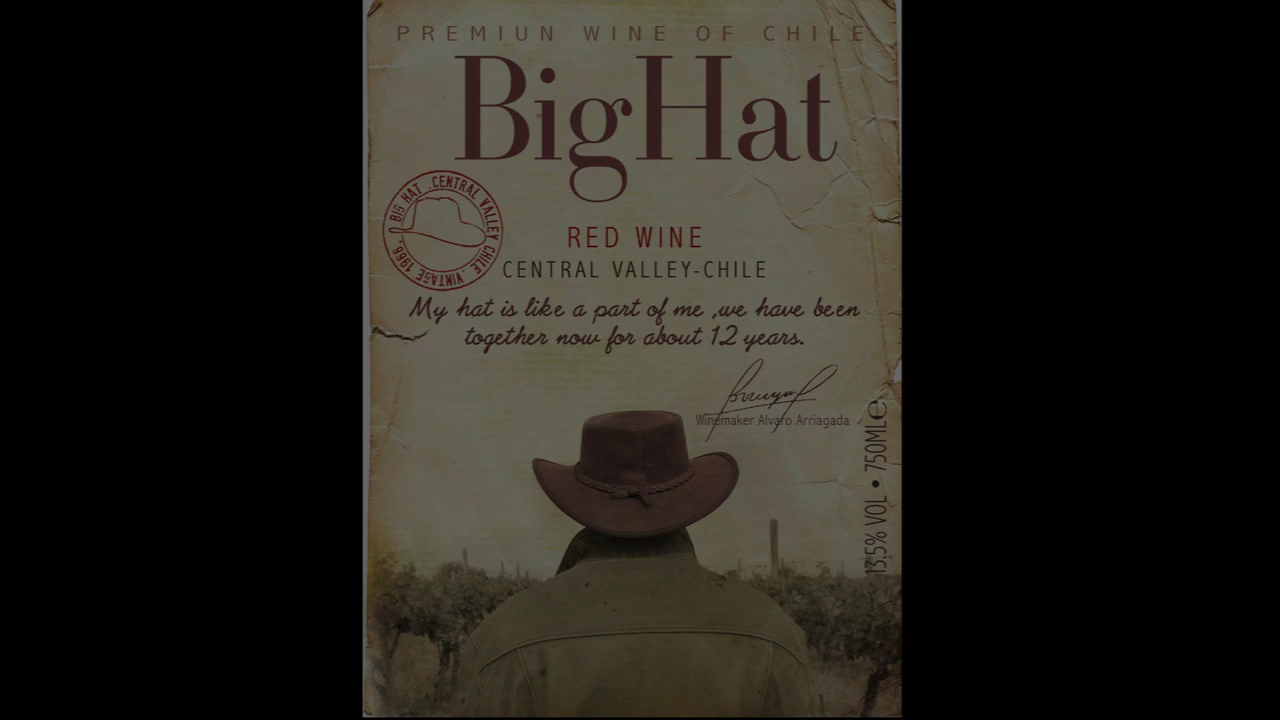 PREMIUN WINE OF CHILE
BigHat
BIG HAT . CENTRAL VALLEY CHILE . VINTAGE 1966.
RED WINE
CENTRAL VALLEY-CHILE
My hat is like a part of me ,we have been
together now for about 12 years.
Winemaker Alvaro Arriagada
13.5% VOL • 750ML℮